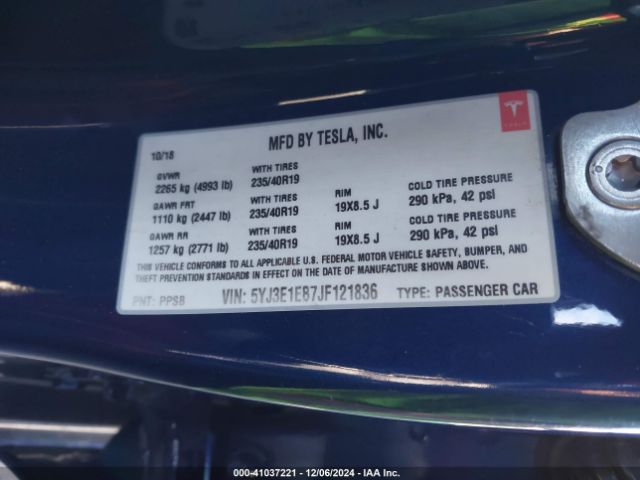 TESLA
MFD BY TESLA, INC.
10/18
GVWR WITH TIRES
2265 kg (4993 lb) 235/40R19
GAWR FRT WITH TIRES RIM COLD TIRE PRESSURE
1110 kg (2447 lb) 235/40R19 19X8.5 J 290 kPa, 42 psi
GAWR RR WITH TIRES RIM COLD TIRE PRESSURE
1257 kg (2771 lb) 235/40R19 19X8.5 J 290 kPa, 42 psi
THIS VEHICLE CONFORMS TO ALL APPLICABLE U.S. FEDERAL MOTOR VEHICLE SAFETY, BUMPER, AND
THEFT PREVENTION STANDARDS IN EFFECT ON THE DATE OF MANUFACTURE SHOWN ABOVE.
PNT: PPSB VIN: 5YJ3E1EB7JF121836 TYPE: PASSENGER CAR
000-41037221 - 12/06/2024 - IAA Inc.